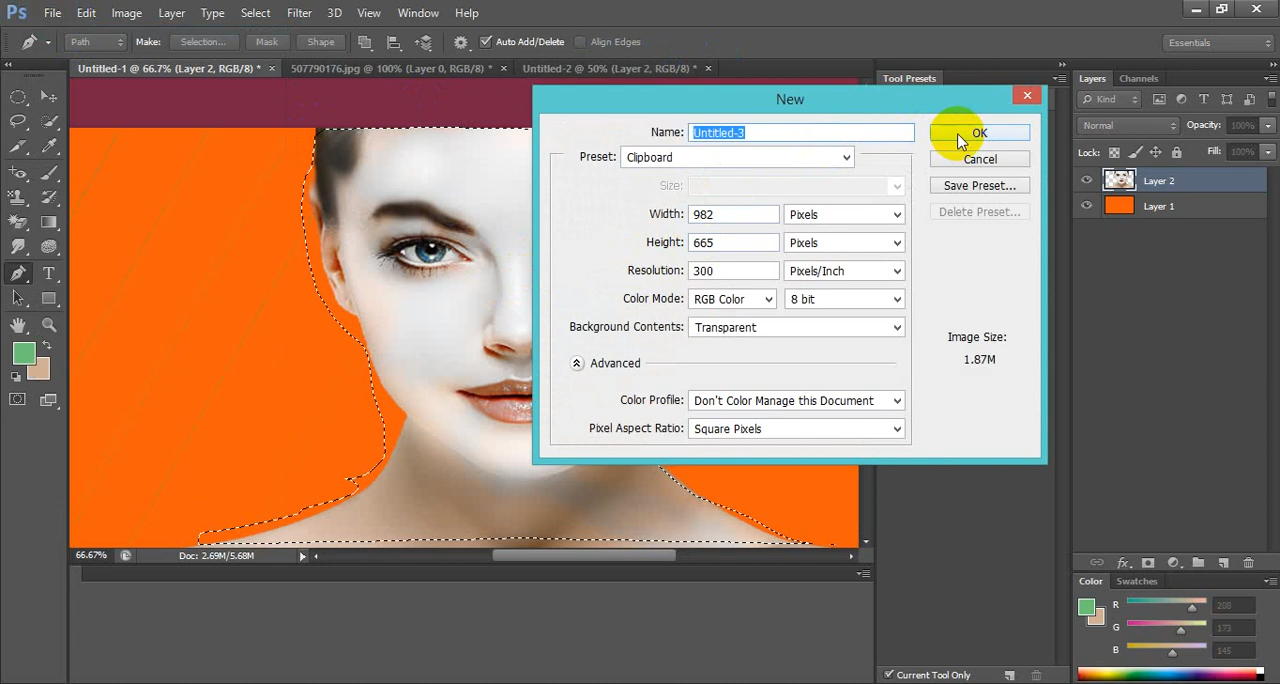 Ps File Edit Image Layer Type Select Filter 3D View Window Help
Path Make: Selection... Mask Shape Auto Add/Delete Align Edges Essentials
Untitled-1 @ 66.7% (Layer 2, RGB/8) * × 507790176.jpg @ 100% (Layer 0, RGB/8) * × Untitled-2 @ 50% (Layer 2, RGB/8) * ×
Tool Presets
Layers Channels
New
Name: Untitled-3 OK
Preset: Clipboard Cancel
Size: Save Preset...
Width: 982 Pixels Delete Preset...
Height: 665 Pixels
Resolution: 300 Pixels/Inch
Color Mode: RGB Color 8 bit
Background Contents: Transparent
Image Size:
1.87M
Advanced
Color Profile: Don't Color Manage this Document
Pixel Aspect Ratio: Square Pixels
Kind
Normal Opacity: 100%
Lock: Fill: 100%
Layer 2
Layer 1
fx
66.67% Doc: 2.69M/5.68M
Color Swatches
R 208
G 173
B 145
Current Tool Only